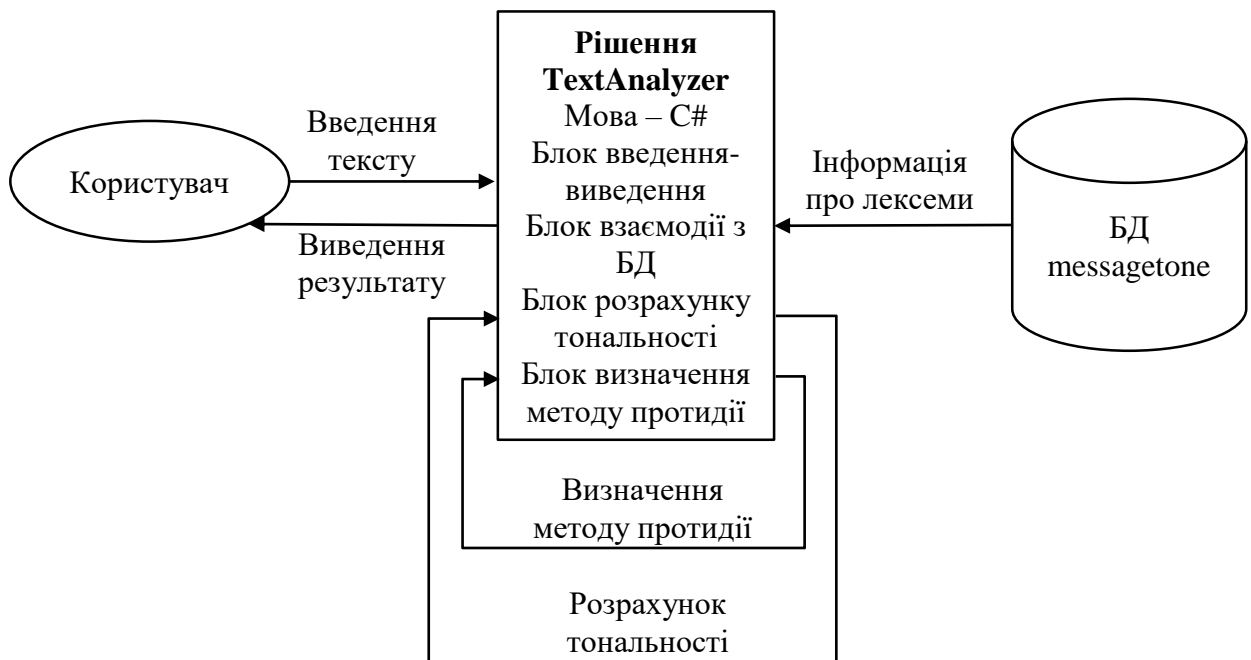 Рішення
TextAnalyzer
Мова – C#
Блок введення-
виведення
Блок взаємодії з
БД
Блок розрахунку
тональності
Блок визначення
методу протидії
Користувач
Введення
тексту
Виведення
результату
Інформація
про лексеми
БД
messagetone
Визначення
методу протидії
Розрахунок
тональності